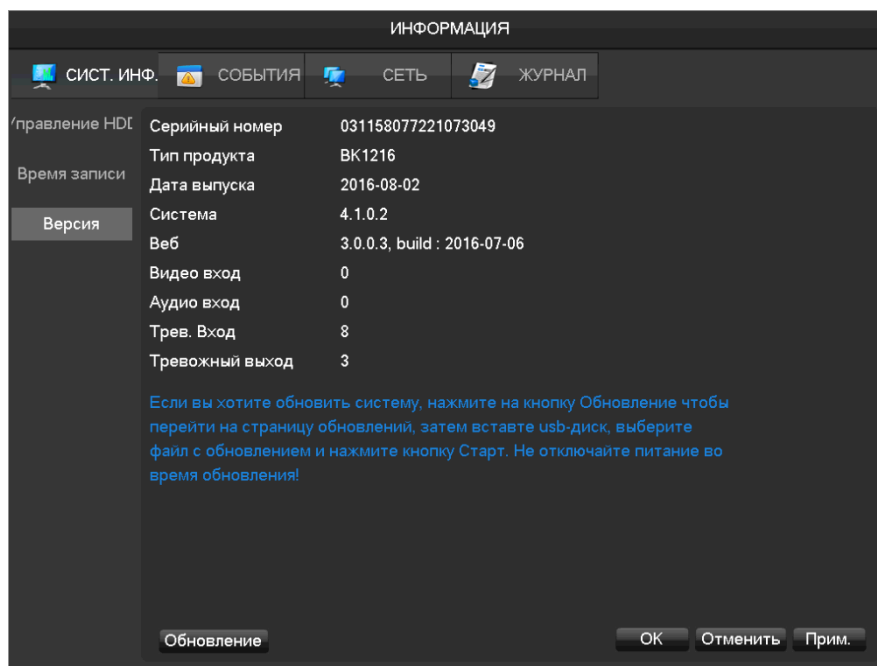 ИНФОРМАЦИЯ
СИСТ. ИНФ. СОБЫТИЯ СЕТЬ ЖУРНАЛ
Управление HDD
Время записи
Версия
Серийный номер 031158077221073049
Тип продукта BK1216
Дата выпуска 2016-08-02
Система 4.1.0.2
Веб 3.0.0.3, build : 2016-07-06
Видео вход 0
Аудио вход 0
Трев. Вход 8
Тревожный выход 3
Если вы хотите обновить систему, нажмите на кнопку Обновление чтобы
перейти на страницу обновлений, затем вставте usb-диск, выберите
файл с обновлением и нажмите кнопку Старт. Не отключайте питание во
время обновления!
Обновление OK Отменить Прим.